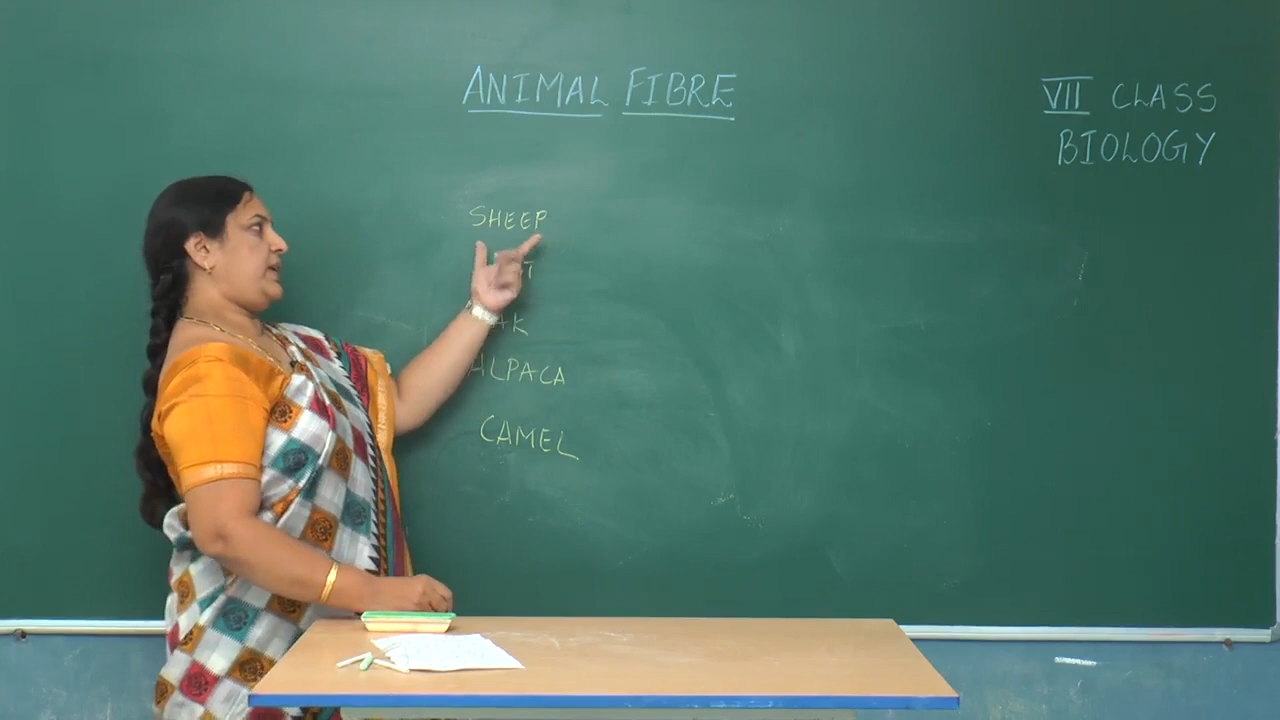 ANIMAL FIBRE
VII CLASS
BIOLOGY
SHEEP
ALPACA
CAMEL